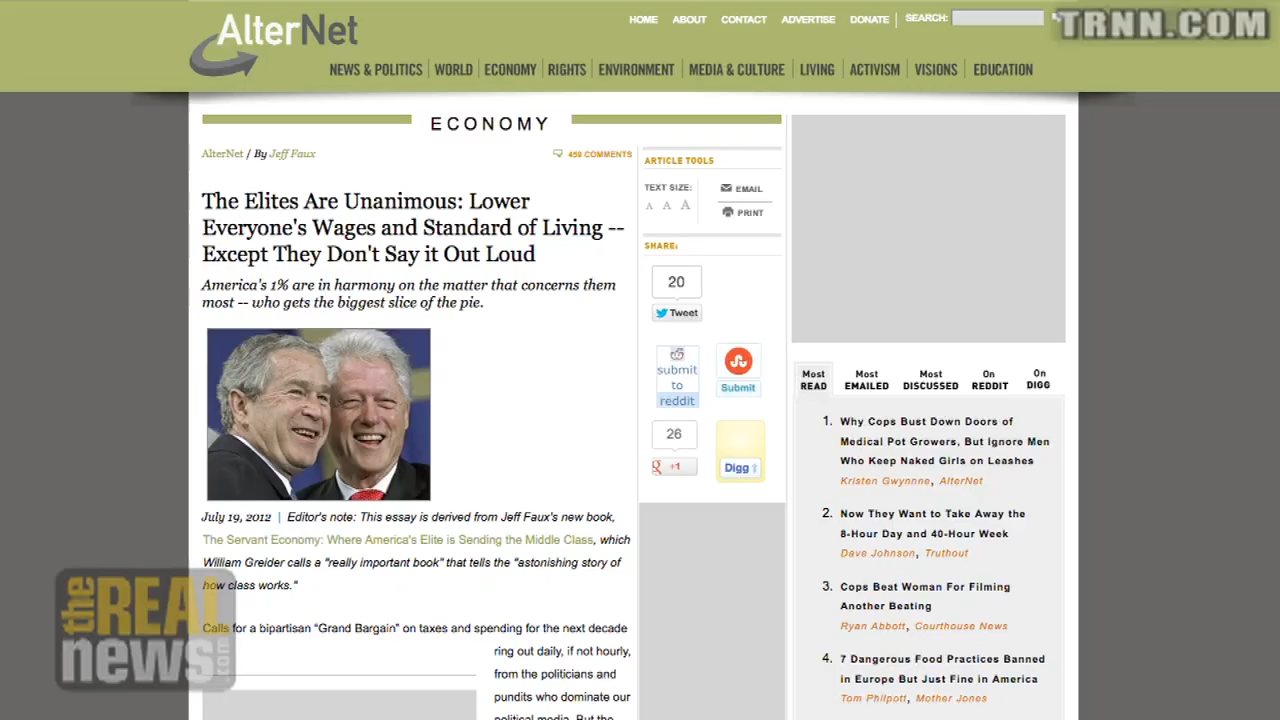 AlterNet
HOME ABOUT CONTACT ADVERTISE DONATE SEARCH:
TRNN.COM
NEWS & POLITICS WORLD ECONOMY RIGHTS ENVIRONMENT MEDIA & CULTURE LIVING ACTIVISM VISIONS EDUCATION
ECONOMY
AlterNet / By Jeff Faux
459 COMMENTS
The Elites Are Unanimous: Lower
Everyone's Wages and Standard of Living --
Except They Don't Say it Out Loud
America's 1% are in harmony on the matter that concerns them
most -- who gets the biggest slice of the pie.
July 19, 2012 | Editor's note: This essay is derived from Jeff Faux's new book,
The Servant Economy: Where America's Elite is Sending the Middle Class, which
William Greider calls a "really important book" that tells the "astonishing story of
how class works."
Calls for a bipartisan “Grand Bargain” on taxes and spending for the next decade
ring out daily, if not hourly,
from the politicians and
pundits who dominate our
political media. But the
the REAL
news.com
ARTICLE TOOLS
TEXT SIZE:
A A A
EMAIL
PRINT
SHARE:
20
Tweet
submit
to
reddit
Submit
26
g +1
Digg
Most
READ
Most
EMAILED
Most
DISCUSSED
On
REDDIT
On
DIGG
1. Why Cops Bust Down Doors of
Medical Pot Growers, But Ignore Men
Who Keep Naked Girls on Leashes
Kristen Gwynnne, AlterNet
2. Now They Want to Take Away the
8-Hour Day and 40-Hour Week
Dave Johnson, Truthout
3. Cops Beat Woman For Filming
Another Beating
Ryan Abbott, Courthouse News
4. 7 Dangerous Food Practices Banned
in Europe But Just Fine in America
Tom Philpott, Mother Jones